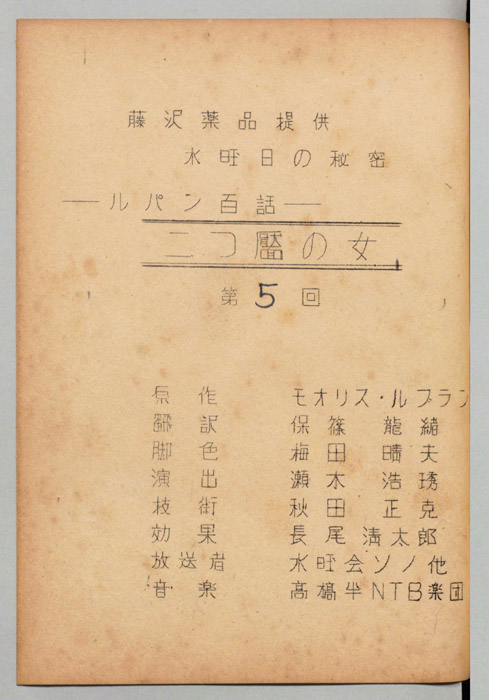 藤沢薬品提供
水旺日の秘密
──ルパン百話──
二つ靨の女
第5回
原作 モオリス・ルブラン
飜訳 保篠龍緒
脚色 梅田晴夫
演出 瀬木浩琇
技術 秋田正克
効果 長尾清太郎
放送者 水旺会ソノ他
音楽 高橋半NTB楽団